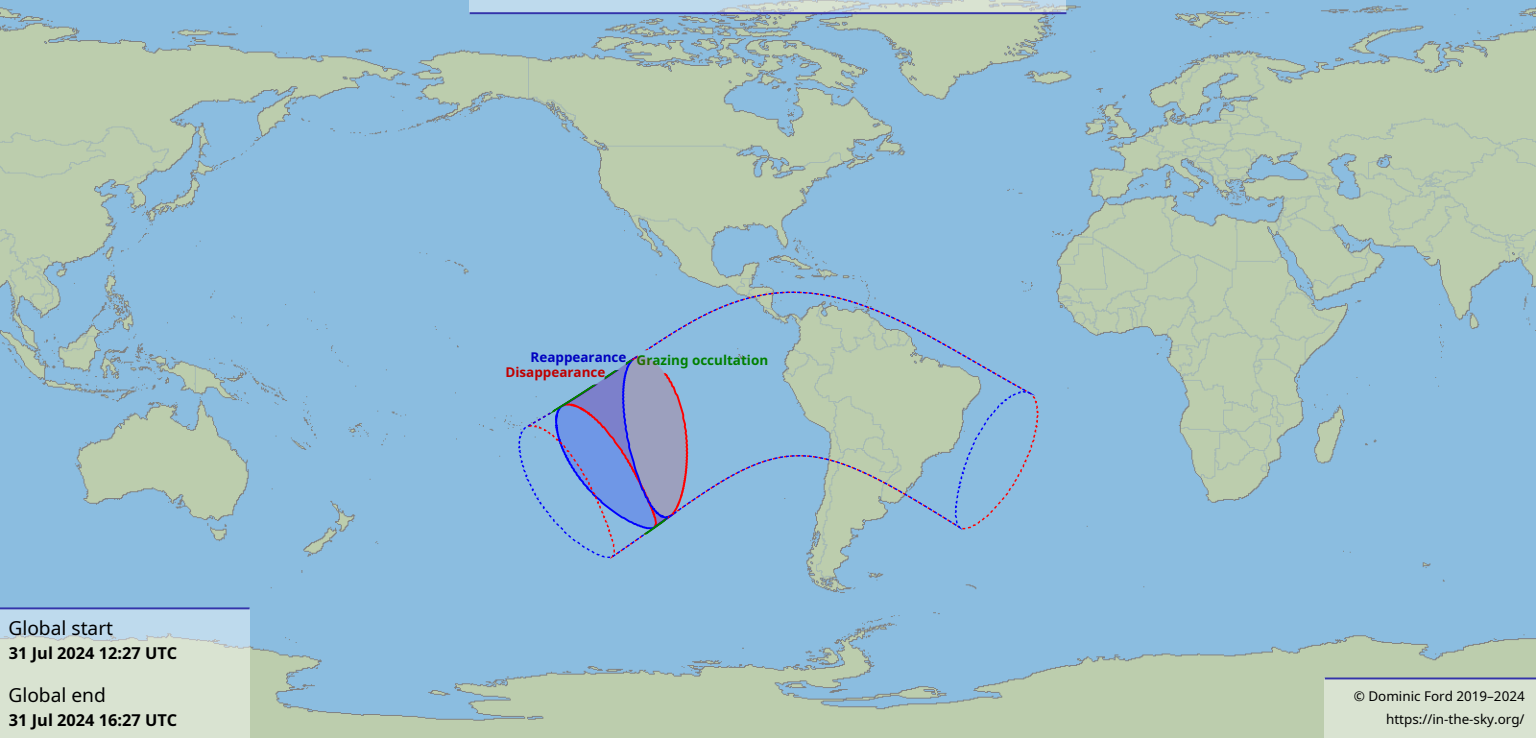 Reappearance
Grazing occultation
Disappearance
Global start
31 Jul 2024 12:27 UTC
Global end
31 Jul 2024 16:27 UTC
© Dominic Ford 2019–2024
https://in-the-sky.org/